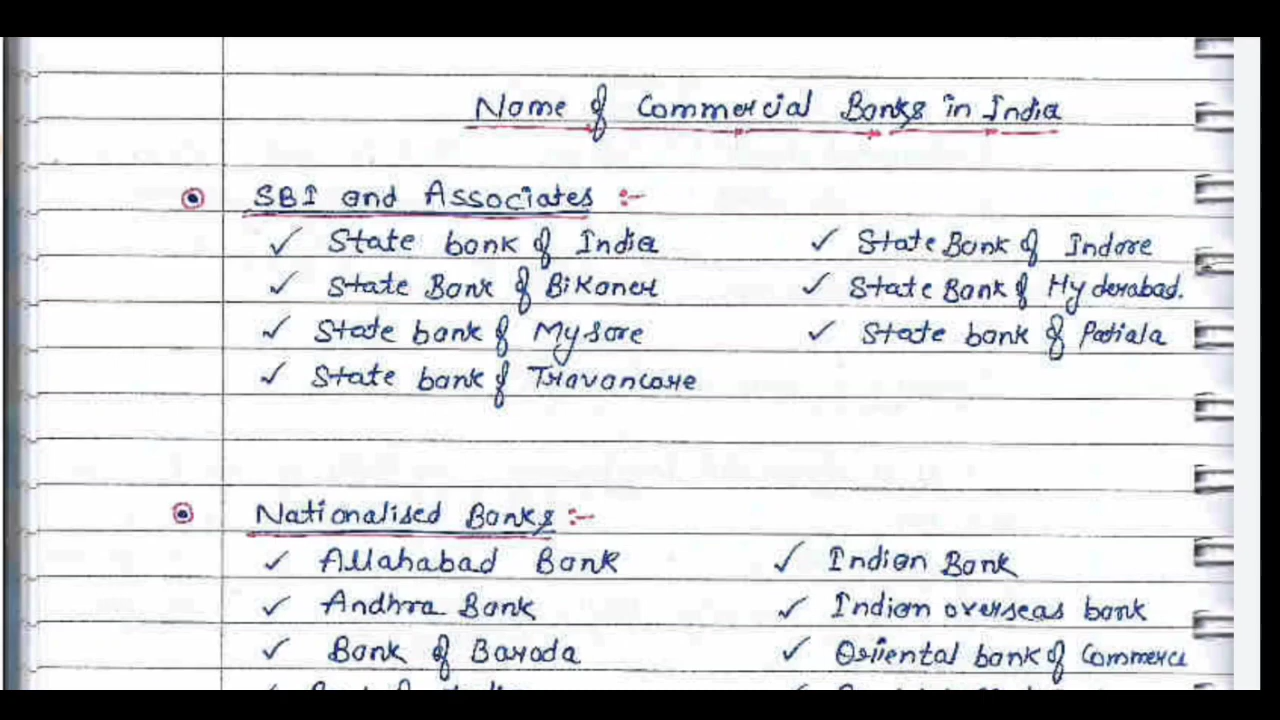 Name of Commercial Banks in India
SBI and Associates :-
✓ State bank of India ✓ State Bank of Indore
✓ State Bank of Bikaner ✓ State Bank of Hyderabad.
✓ State bank of Mysore ✓ State bank of Patiala
✓ State bank of Travancore
Nationalised Banks :-
✓ Allahabad Bank ✓ Indian Bank
✓ Andhra Bank ✓ Indian overseas bank
✓ Bank of Baroda ✓ Oriental bank of Commerce